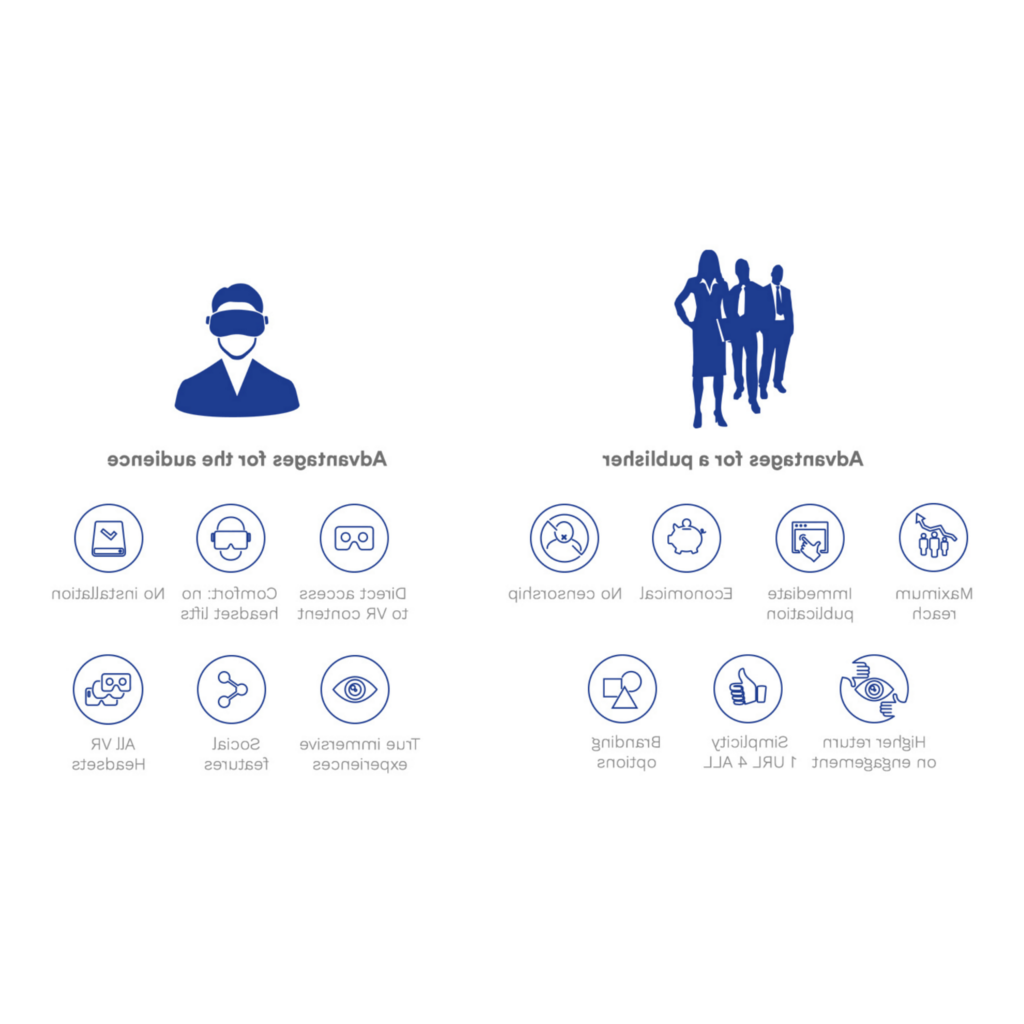 Advantages for a publisher
Maximum
reach
Immediate
publication
Economical
No censorship
Higher return
on engagement
Simplicity
1 URL 4 ALL
Branding
options
Advantages for the audience
Direct access
to VR content
Comfort: no
headset lifts
No installation
True immersive
experiences
Social
features
All VR
Headsets